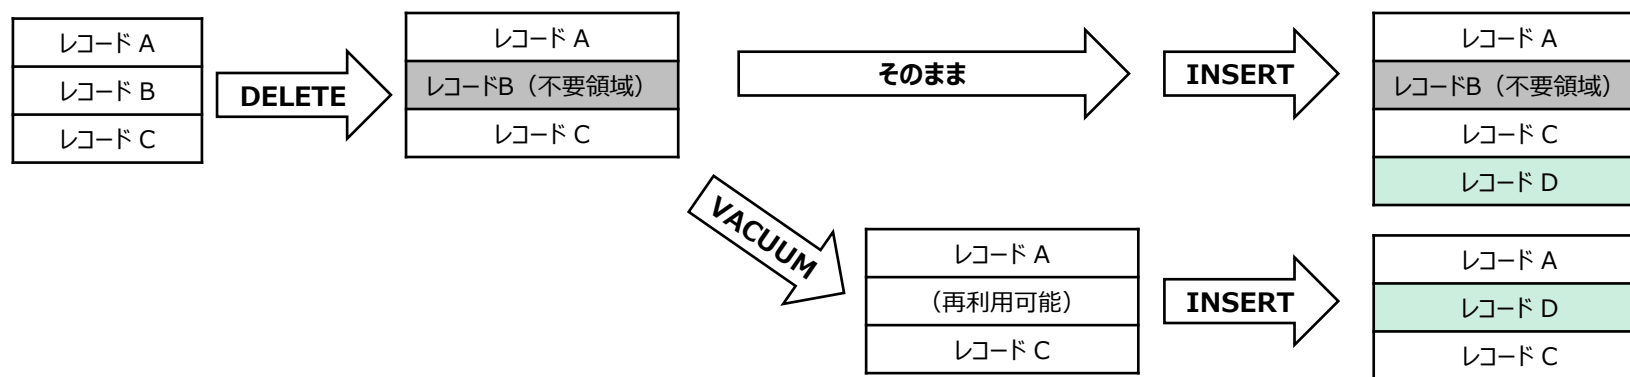 レコード A
レコード B
レコード C
DELETE
レコード A
レコードB（不要領域）
レコード C
そのまま
INSERT
レコード A
レコードB（不要領域）
レコード C
レコード D
VACUUM
レコード A
（再利用可能）
レコード C
INSERT
レコード A
レコード D
レコード C